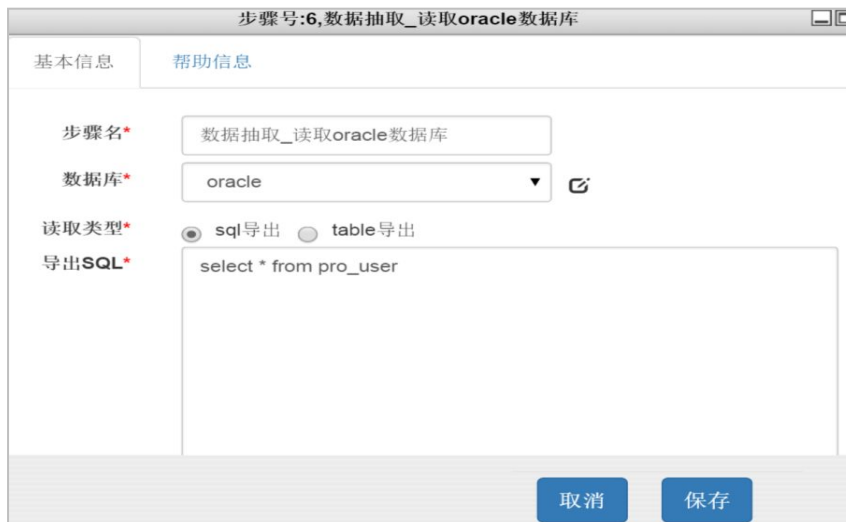 步骤号:6,数据抽取_读取oracle数据库
基本信息 帮助信息
步骤名* 数据抽取_读取oracle数据库
数据库* oracle
读取类型* sql导出 table导出
导出SQL* select * from pro_user
取消 保存